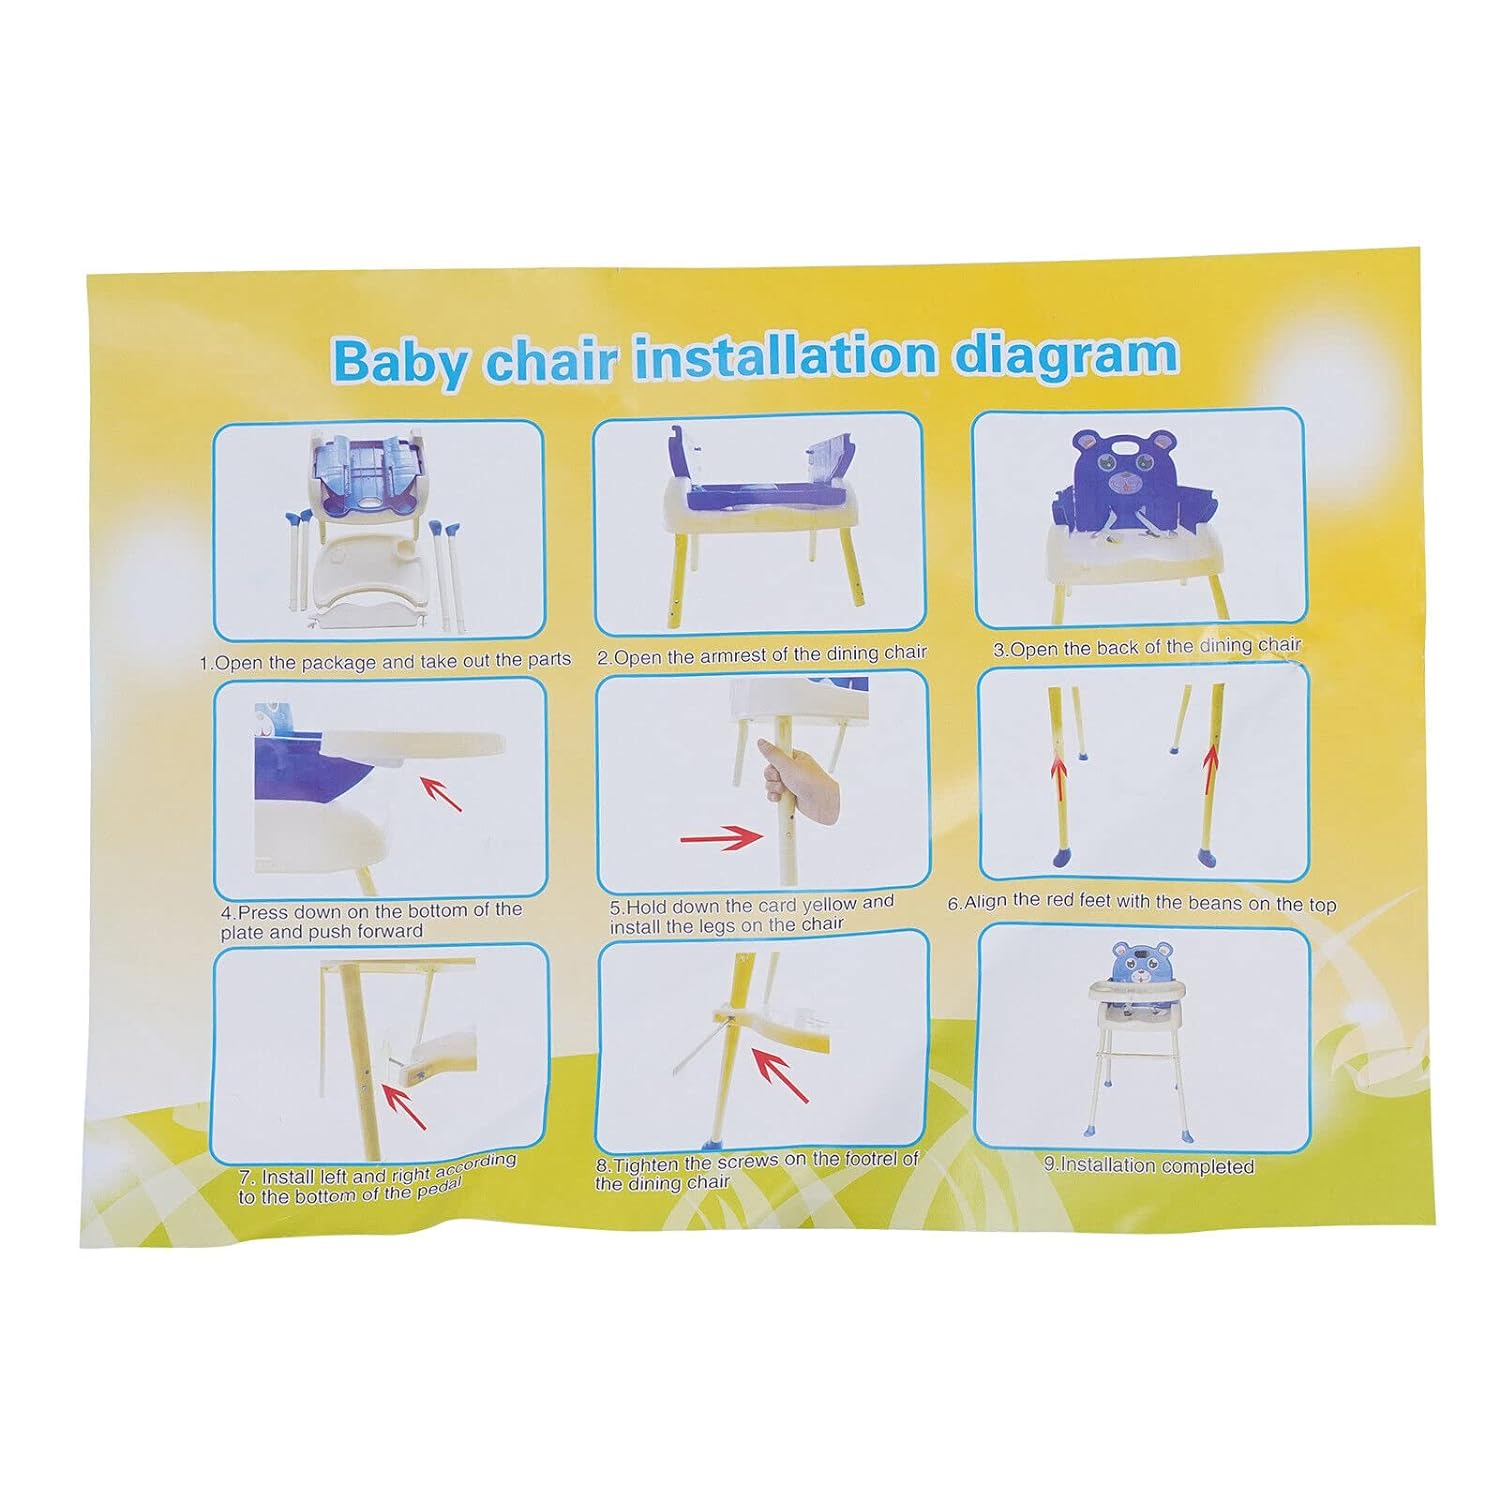 Baby chair installation diagram
1.Open the package and take out the parts
2.Open the armrest of the dining chair
3.Open the back of the dining chair
4.Press down on the bottom of the
plate and push forward
5.Hold down the card yellow and
install the legs on the chair
6.Align the red feet with the beans on the top
7. Install left and right according
to the bottom of the pedal
8.Tighten the screws on the footrel of
the dining chair
9.Installation completed